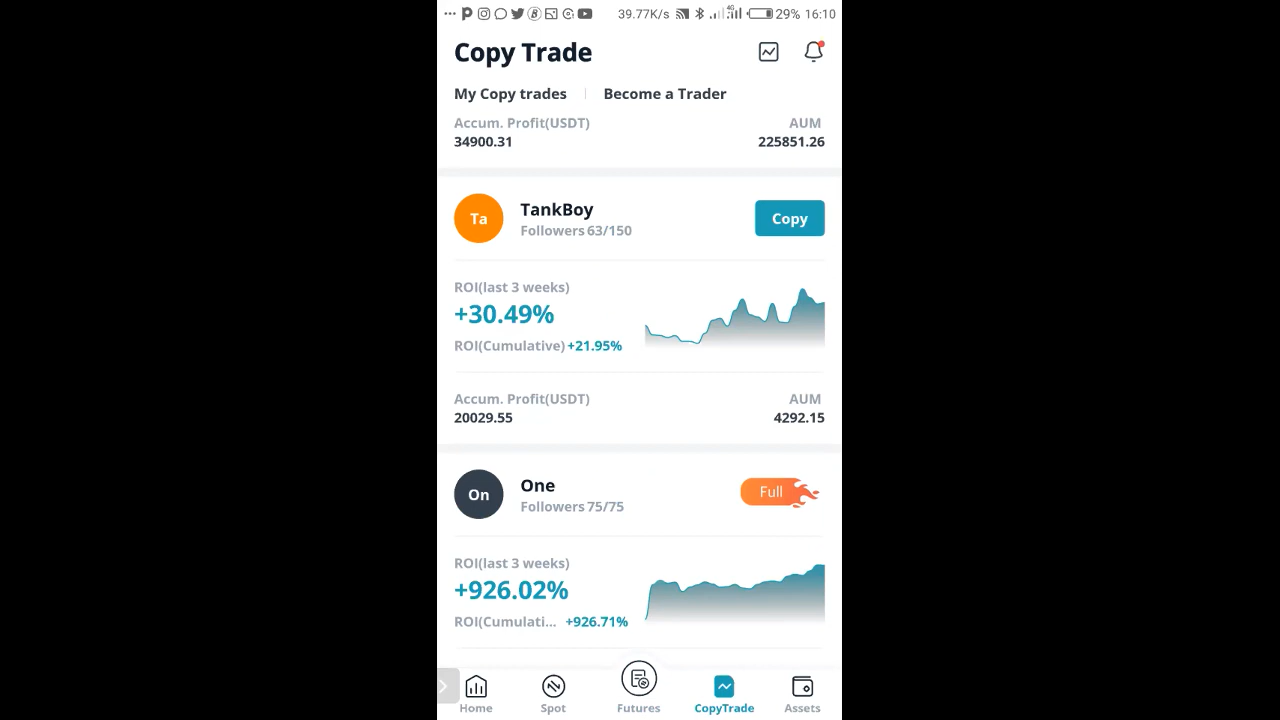 39.77K/s 4G 29% 16:10
Copy Trade
My Copy trades | Become a Trader
Accum. Profit(USDT) AUM
34900.31 225851.26
Ta TankBoy Copy
Followers 63/150
ROI(last 3 weeks)
+30.49%
ROI(Cumulative) +21.95%
Accum. Profit(USDT) AUM
20029.55 4292.15
On One Full
Followers 75/75
ROI(last 3 weeks)
+926.02%
ROI(Cumulati... +926.71%
Home Spot Futures CopyTrade Assets